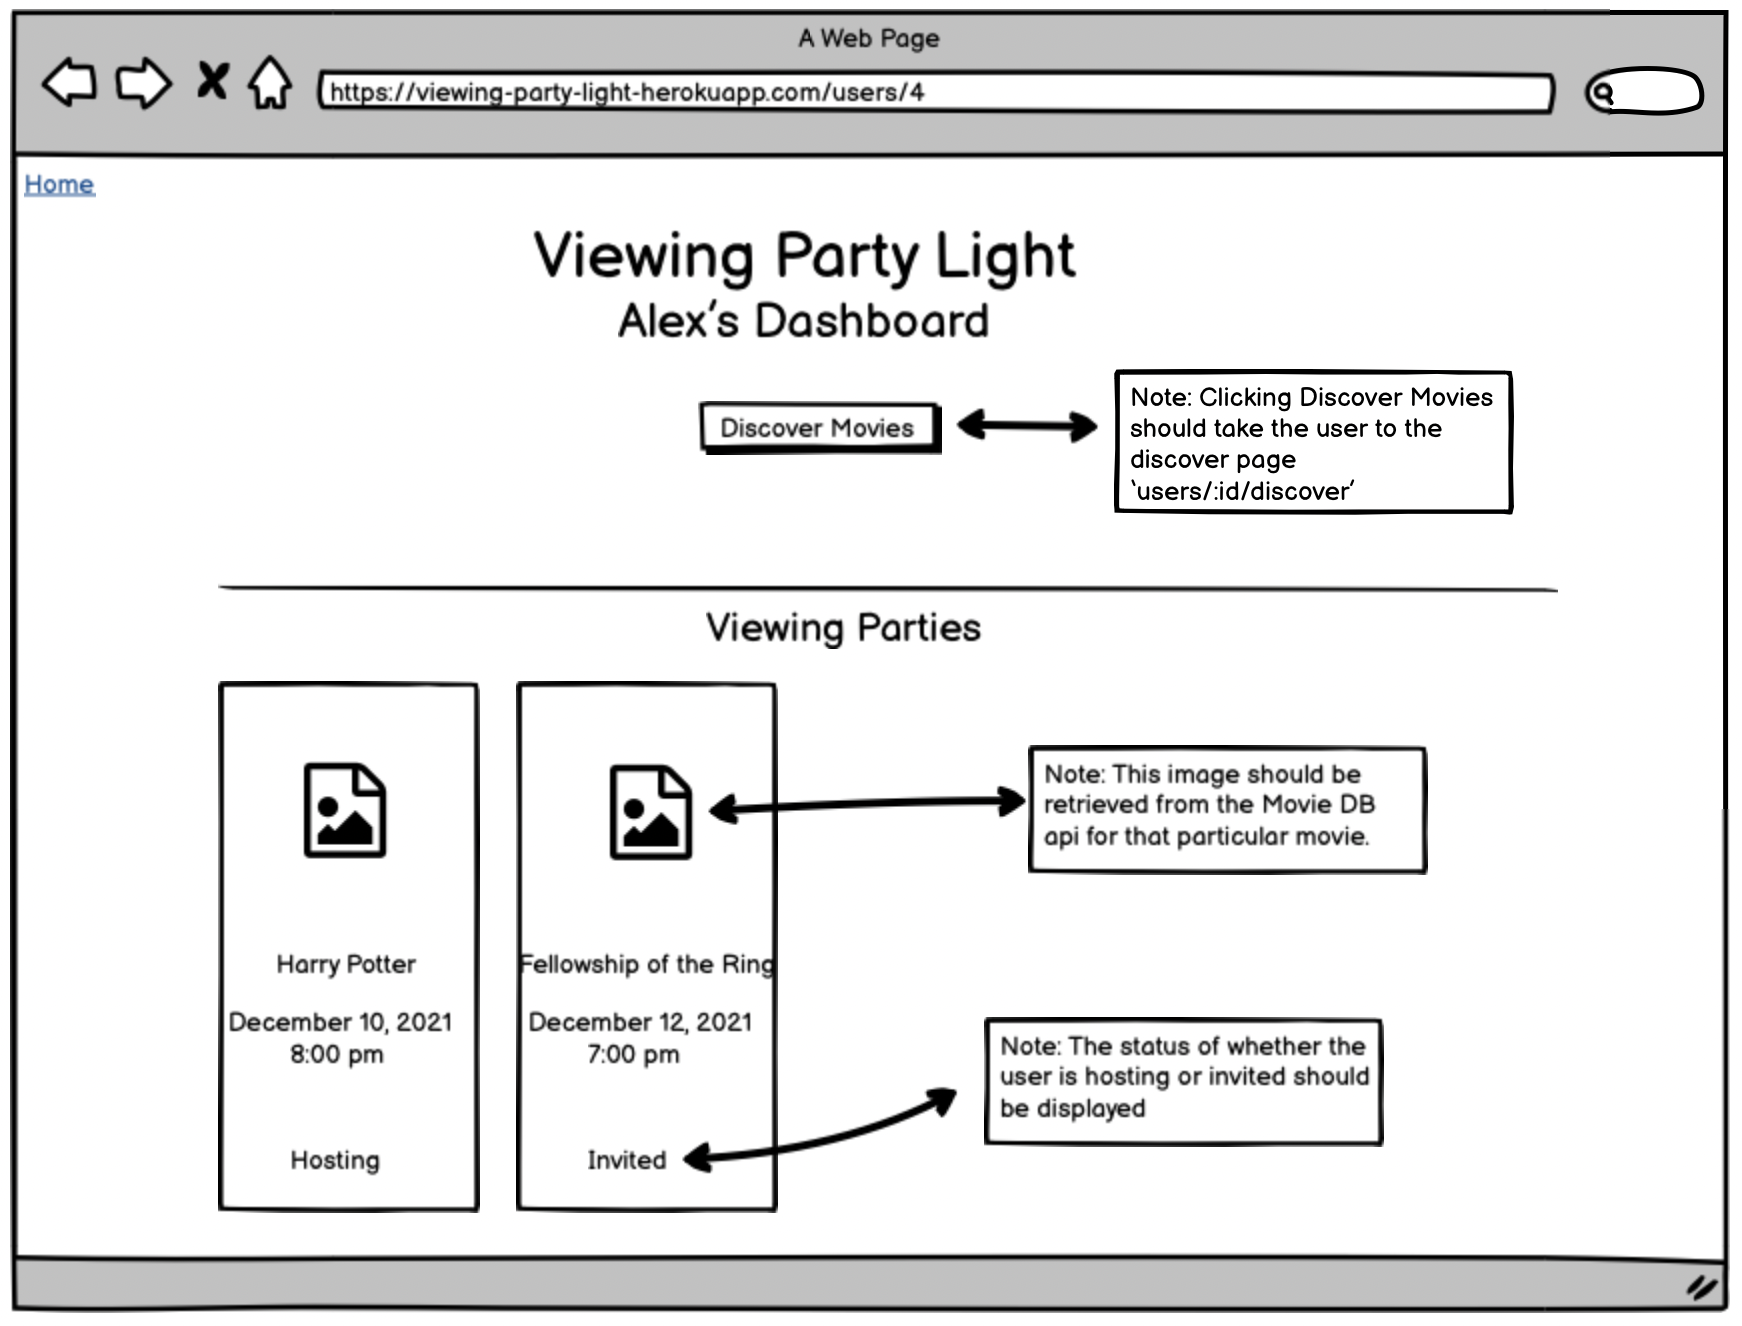 A Web Page
https://viewing-party-light-herokuapp.com/users/4
Home
Viewing Party Light
Alex's Dashboard
Discover Movies
Note: Clicking Discover Movies
should take the user to the
discover page
`users/:id/discover'
Viewing Parties
Harry Potter
December 10, 2021
8:00 pm
Hosting
Fellowship of the Ring
December 12, 2021
7:00 pm
Invited
Note: This image should be
retrieved from the Movie DB
api for that particular movie.
Note: The status of whether the
user is hosting or invited should
be displayed